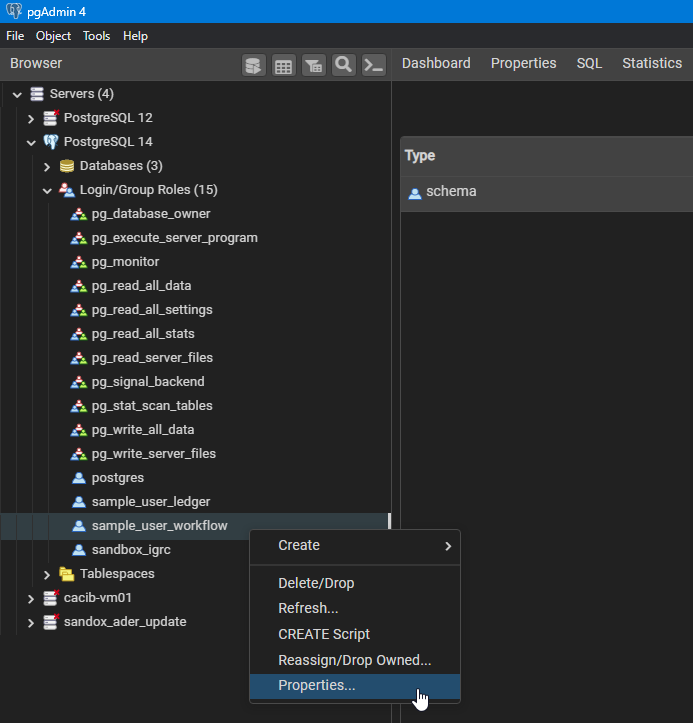 pgAdmin 4
File Object Tools Help
Browser
Dashboard Properties SQL Statistics
Servers (4)
PostgreSQL 12
PostgreSQL 14
Databases (3)
Login/Group Roles (15)
pg_database_owner
pg_execute_server_program
pg_monitor
pg_read_all_data
pg_read_all_settings
pg_read_all_stats
pg_read_server_files
pg_signal_backend
pg_stat_scan_tables
pg_write_all_data
pg_write_server_files
postgres
sample_user_ledger
sample_user_workflow
sandbox_igrc
Tablespaces
cacib-vm01
sandox_ader_update
Type
schema
Create
Delete/Drop
Refresh...
CREATE Script
Reassign/Drop Owned...
Properties...